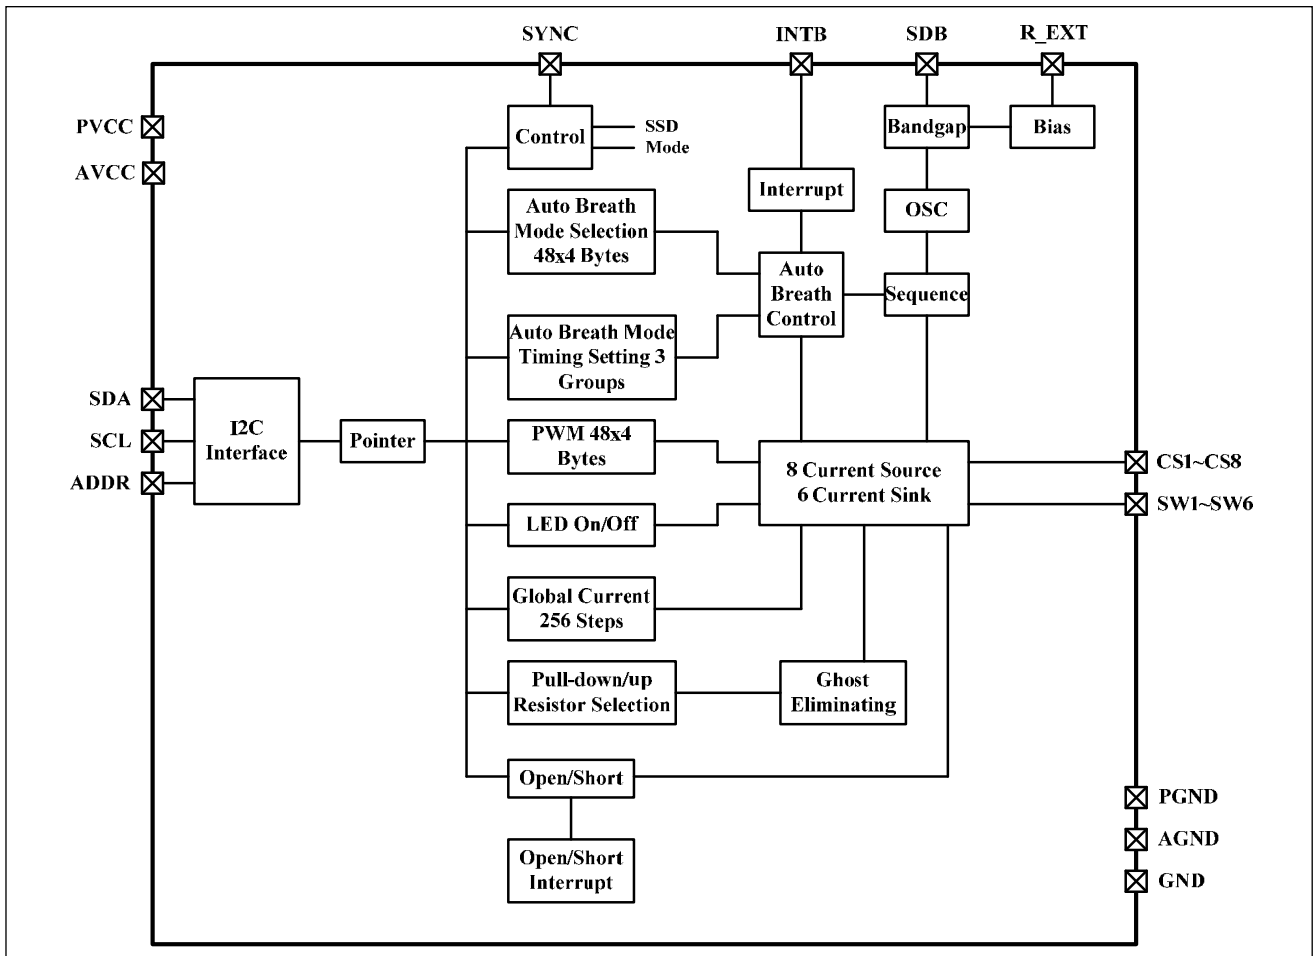 SYNC
INTB
SDB
R_EXT
PVCC
AVCC
Control
SSD
Mode
Bandgap
Bias
Interrupt
OSC
Auto Breath
Mode Selection
48x4 Bytes
Auto
Breath
Control
Sequence
Auto Breath Mode
Timing Setting 3
Groups
SDA
SCL
ADDR
I2C
Interface
Pointer
PWM 48x4
Bytes
8 Current Source
6 Current Sink
CS1~CS8
SW1~SW6
LED On/Off
Global Current
256 Steps
Pull-down/up
Resistor Selection
Ghost
Eliminating
Open/Short
Open/Short
Interrupt
PGND
AGND
GND